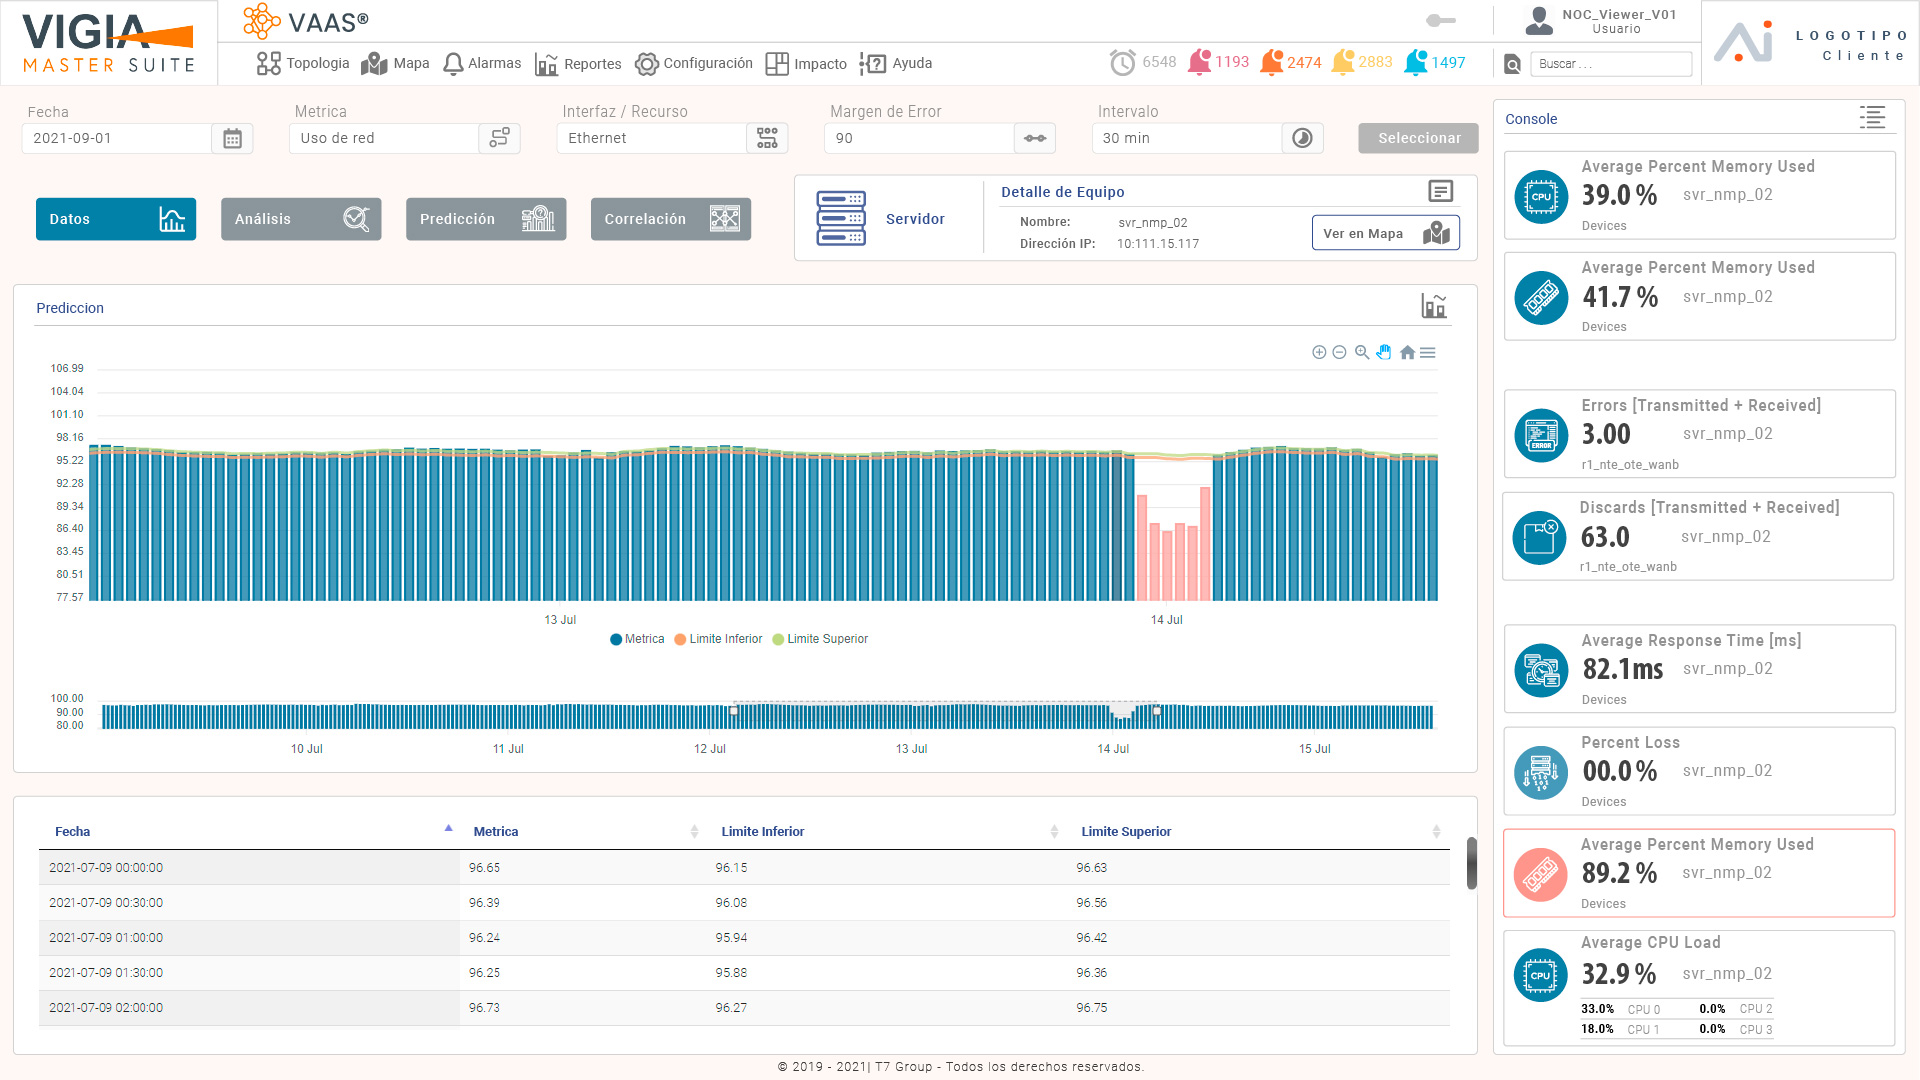 VIGIA
MASTER SUITE
VAAS®
Topologia
Mapa
Alarmas
Reportes
Configuración
Impacto
Ayuda
6548
1193
2474
2883
1497
NOC_Viewer_V01
Usuario
Buscar . . .
LOGOTIPO
Cliente
Fecha
2021-09-01
Metrica
Uso de red
Interfaz / Recurso
Ethernet
Margen de Error
90
Intervalo
30 min
Seleccionar
Datos
Análisis
Predicción
Correlación
Servidor
Detalle de Equipo
Nombre: svr_nmp_02
Dirección IP: 10:111.15.117
Ver en Mapa
Prediccion
106.99
104.04
101.10
98.16
95.22
92.28
89.34
86.40
83.45
80.51
77.57
13 Jul
14 Jul
Metrica
Limite Inferior
Limite Superior
100.00
90.00
80.00
10 Jul
11 Jul
12 Jul
13 Jul
14 Jul
15 Jul
Fecha Metrica Limite Inferior Limite Superior
2021-07-09 00:00:00 96.65 96.15 96.63
2021-07-09 00:30:00 96.39 96.08 96.56
2021-07-09 01:00:00 96.24 95.94 96.42
2021-07-09 01:30:00 96.25 95.88 96.36
2021-07-09 02:00:00 96.73 96.27 96.75
Console
CPU
Average Percent Memory Used
39.0 % svr_nmp_02
Devices
Average Percent Memory Used
41.7 % svr_nmp_02
Devices
ERROR
Errors [Transmitted + Received]
3.00 svr_nmp_02
r1_nte_ote_wanb
Discards [Transmitted + Received]
63.0 svr_nmp_02
r1_nte_ote_wanb
Average Response Time [ms]
82.1ms svr_nmp_02
Devices
Percent Loss
00.0 % svr_nmp_02
Devices
Average Percent Memory Used
89.2 % svr_nmp_02
Devices
CPU
Average CPU Load
32.9 % svr_nmp_02
33.0% CPU 0 0.0% CPU 2
18.0% CPU 1 0.0% CPU 3
© 2019 - 2021| T7 Group - Todos los derechos reservados.